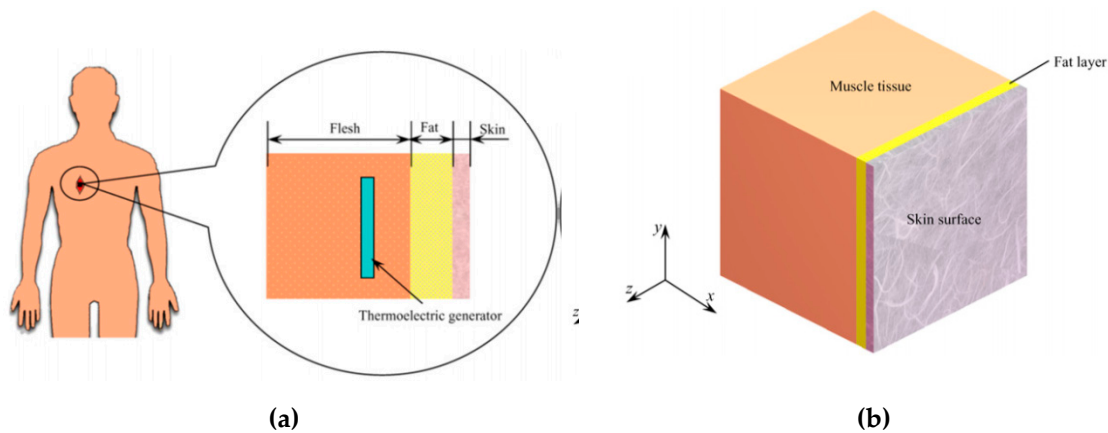 Flesh
Fat
Skin
Thermoelectric generator
z
(a)
Fat layer
Muscle tissue
Skin surface
y
z
x
(b)